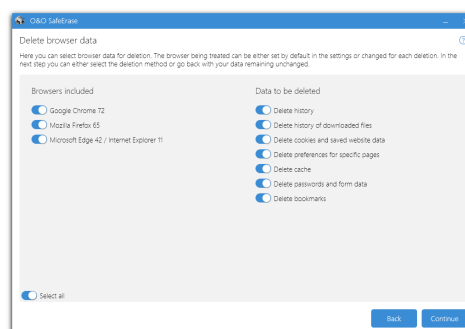 O&O SafeErase
Delete browser data
Here you can select browser data for deletion. The browser being treated can be either set by default in the settings or changed for each deletion. In the
next step you can either select the deletion method or go back with your data remaining unchanged.
Browsers included
Google Chrome 72
Mozilla Firefox 65
Microsoft Edge 42 / Internet Explorer 11
Data to be deleted
Delete history
Delete history of downloaded files
Delete cookies and saved website data
Delete preferences for specific pages
Delete cache
Delete passwords and form data
Delete bookmarks
Select all
Back
Continue